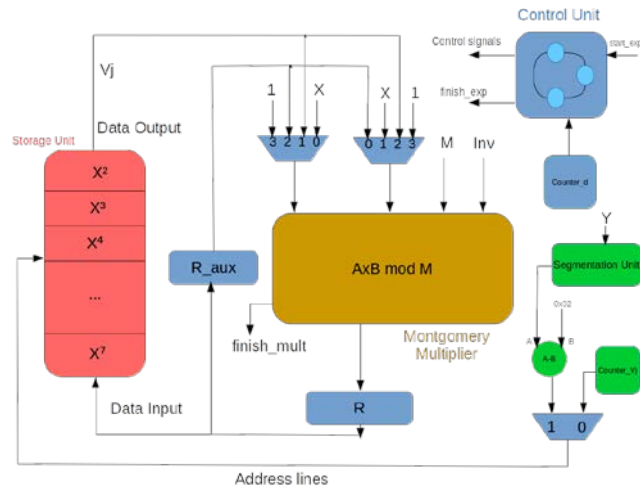 Control Unit
Control signals
start_exp
finish_exp
Vj
1
X
X
1
Data Output
Storage Unit
3 2 1 0
0 1 2 3
M
Inv
X²
X³
X⁴
...
X⁷
Counter_d
Y
Segmentation Unit
R_aux
AxB mod M
0x02
A
B
A-B
Counter_Vj
finish_mult
Montgomery
Multiplier
Data Input
R
1 0
Address lines